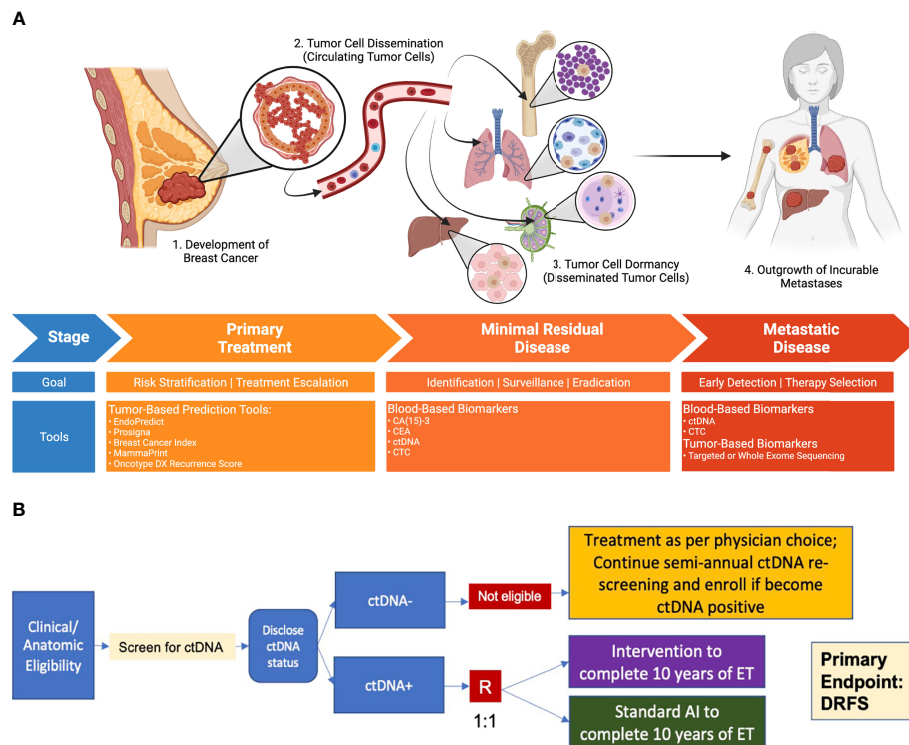 A
2. Tumor Cell Dissemination
(Circulating Tumor Cells)
1. Development of
Breast Cancer
3. Tumor Cell Dormancy
(Disseminated Tumor Cells)
4. Outgrowth of Incurable
Metastases
Stage
Primary
Treatment
Minimal Residual
Disease
Metastatic
Disease
Goal
Risk Stratification | Treatment Escalation
Identification | Surveillance | Eradication
Early Detection | Therapy Selection
Tools
Tumor-Based Prediction Tools:
• EndoPredict
• Prosigna
• Breast Cancer Index
• MammaPrint
• Oncotype DX Recurrence Score
Blood-Based Biomarkers
• CA(15)-3
• CEA
• ctDNA
• CTC
Blood-Based Biomarkers
• ctDNA
• CTC
Tumor-Based Biomarkers
• Targeted or Whole Exome Sequencing
B
Clinical/
Anatomic
Eligibility
Screen for ctDNA
Disclose
ctDNA
status
ctDNA-
Not eligible
Treatment as per physician choice;
Continue semi-annual ctDNA re-
screening and enroll if become
ctDNA positive
ctDNA+
R
1:1
Intervention to
complete 10 years of ET
Standard AI to
complete 10 years of ET
Primary
Endpoint:
DRFS